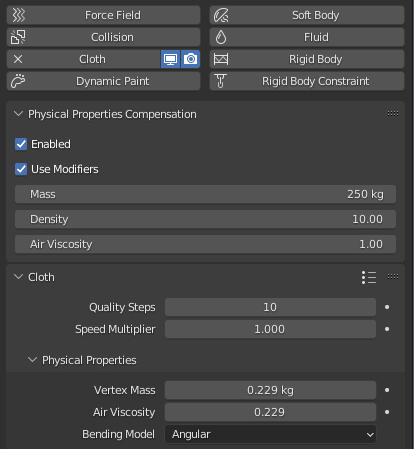 Force Field Soft Body
Collision Fluid
Cloth Rigid Body
Dynamic Paint Rigid Body Constraint
Physical Properties Compensation
Enabled
Use Modifiers
Mass 250 kg
Density 10.00
Air Viscosity 1.00
Cloth
Quality Steps 10
Speed Multiplier 1.000
Physical Properties
Vertex Mass 0.229 kg
Air Viscosity 0.229
Bending Model Angular